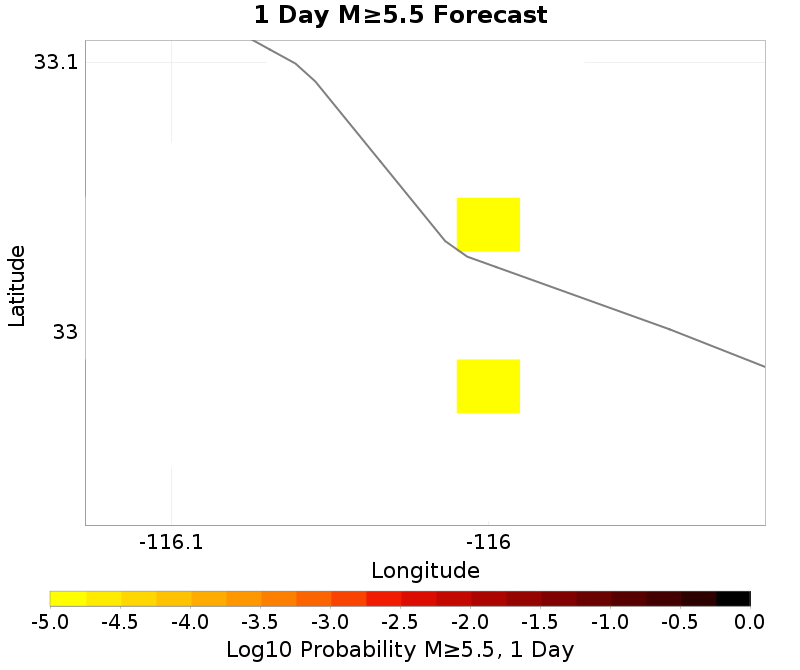 1 Day M≥5.5 Forecast
33.1
33
Latitude
-116.1 -116
Longitude
-5.0 -4.5 -4.0 -3.5 -3.0 -2.5 -2.0 -1.5 -1.0 -0.5 0.0
Log10 Probability M≥5.5, 1 Day